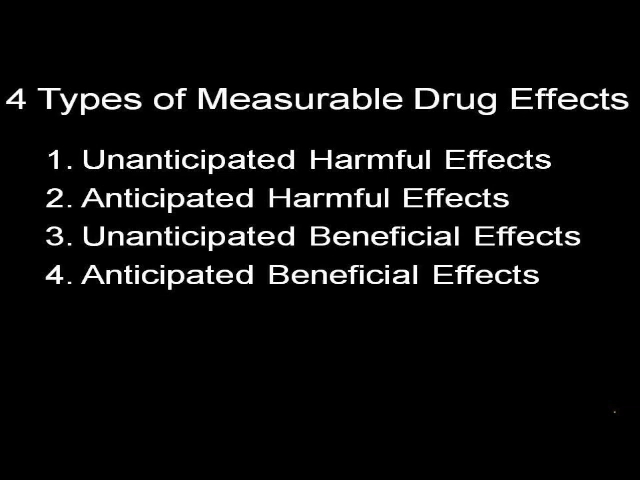 4 Types of Measurable Drug Effects
1. Unanticipated Harmful Effects
2. Anticipated Harmful Effects
3. Unanticipated Beneficial Effects
4. Anticipated Beneficial Effects